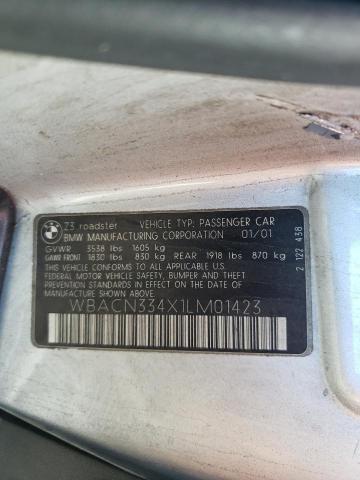 Z3 roadster VEHICLE TYP: PASSENGER CAR
BMW MANUFACTURING CORPORATION 01/01
GVWR 3538 lbs 1605 kg
GAWR FRONT 1830 lbs 830 kg REAR 1918 lbs 870 kg
THIS VEHICLE CONFORMS TO ALL APPLICABLE U.S.
FEDERAL MOTOR VEHICLE SAFETY, BUMPER, AND THEFT
PREVENTION STANDARDS IN EFFECT ON THE DATE OF
MANUFACTURE SHOWN ABOVE.
WBACN334X1LM01423
2 122 438